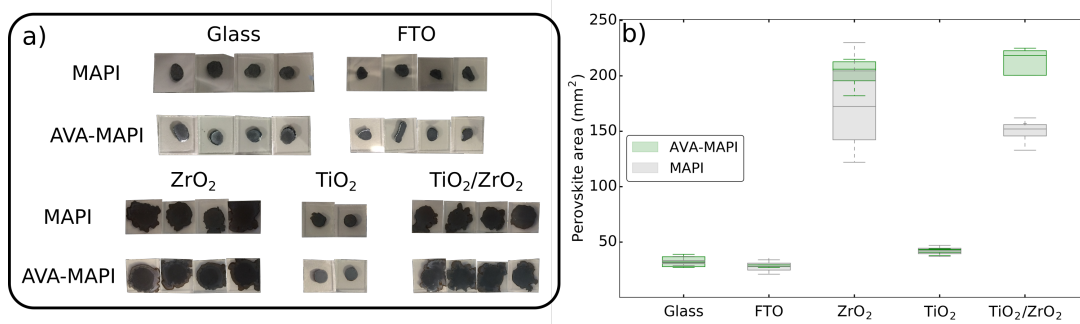 a)
Glass FTO
MAPI
AVA-MAPI
ZrO₂ TiO₂ TiO₂/ZrO₂
MAPI
AVA-MAPI
b)
Perovskite area (mm²)
250
200
150
100
50
AVA-MAPI
MAPI
Glass FTO ZrO₂ TiO₂ TiO₂/ZrO₂